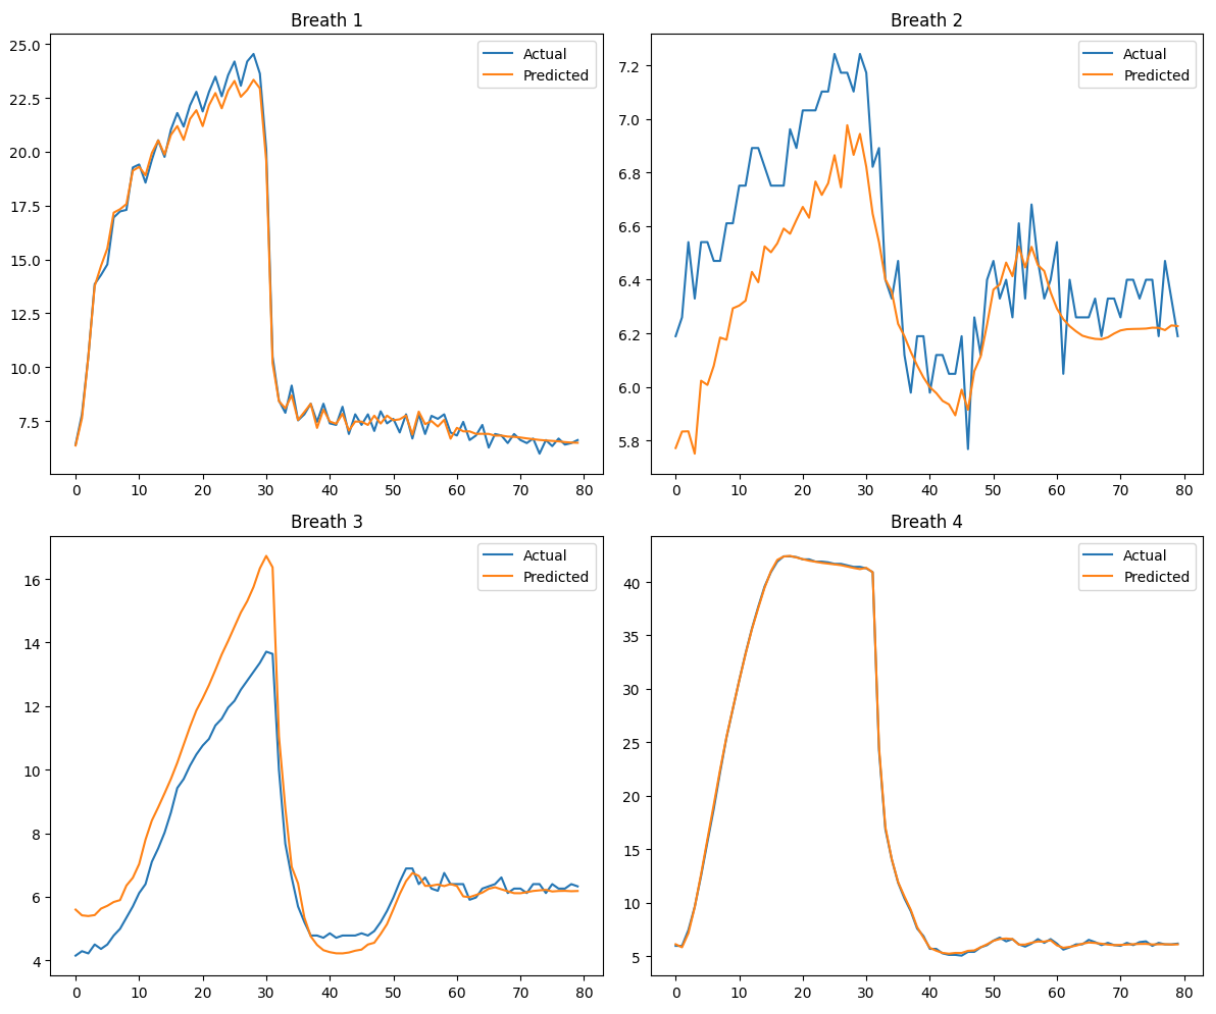 Breath 1
25.0
22.5
20.0
17.5
15.0
12.5
10.0
7.5
0 10 20 30 40 50 60 70 80
Actual
Predicted
Breath 2
7.2
7.0
6.8
6.6
6.4
6.2
6.0
5.8
0 10 20 30 40 50 60 70 80
Actual
Predicted
Breath 3
16
14
12
10
8
6
4
0 10 20 30 40 50 60 70 80
Actual
Predicted
Breath 4
40
35
30
25
20
15
10
5
0 10 20 30 40 50 60 70 80
Actual
Predicted